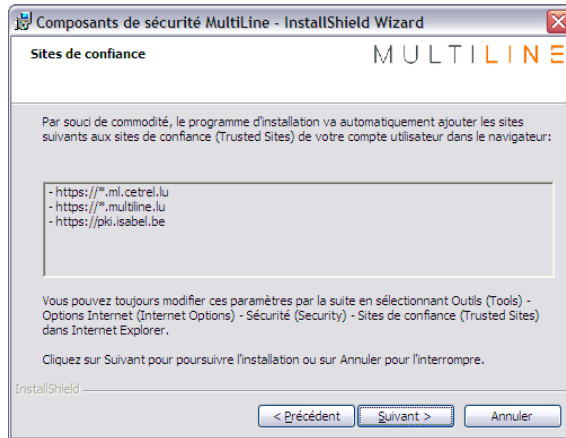 Composants de sécurité MultiLine - InstallShield Wizard
Sites de confiance
MULTILINE
Par souci de commodité, le programme d'installation va automatiquement ajouter les sites
suivants aux sites de confiance (Trusted Sites) de votre compte utilisateur dans le navigateur:
- https://*.ml.cetrel.lu
- https://*.multiline.lu
- https://pki.isabel.be
Vous pouvez toujours modifier ces paramètres par la suite en sélectionnant Outils (Tools) -
Options Internet (Internet Options) - Sécurité (Security) - Sites de confiance (Trusted Sites)
dans Internet Explorer.
Cliquez sur Suivant pour poursuivre l'installation ou sur Annuler pour l'interrompre.
InstallShield
< Précédent
Suivant >
Annuler